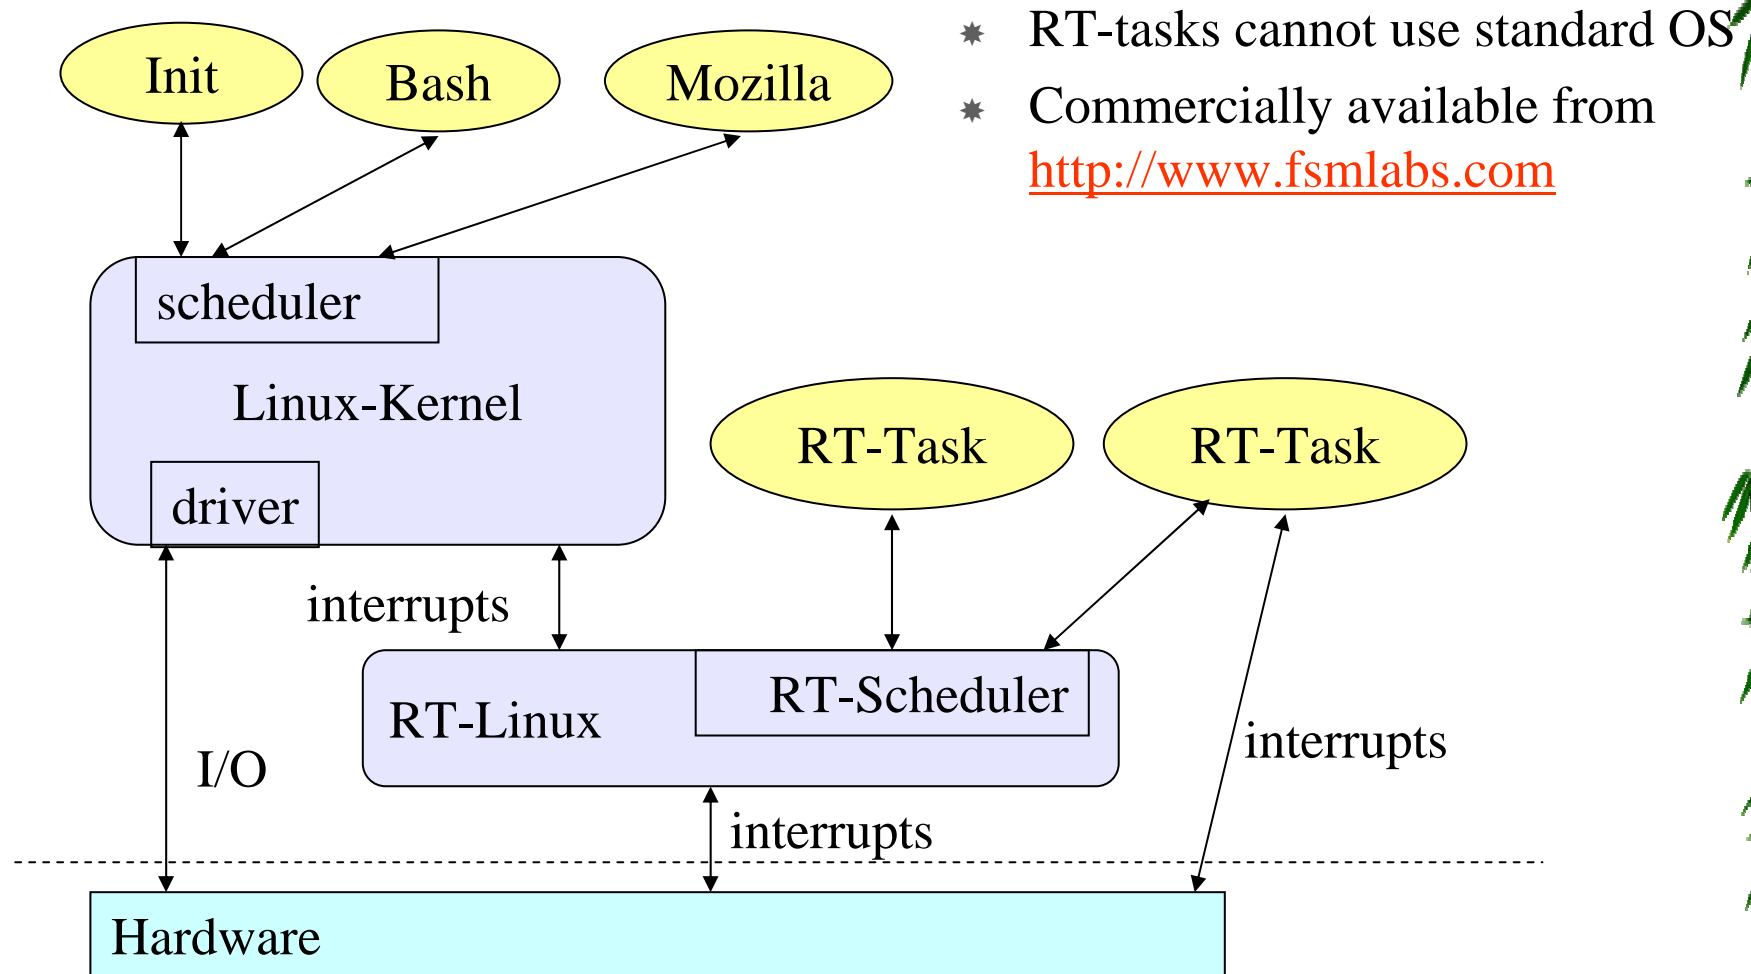 RT-tasks cannot use standard OS
Commercially available from
http://www.fsmlabs.com
Init
Bash
Mozilla
scheduler
Linux-Kernel
driver
RT-Task
RT-Task
interrupts
RT-Scheduler
RT-Linux
interrupts
I/O
interrupts
Hardware